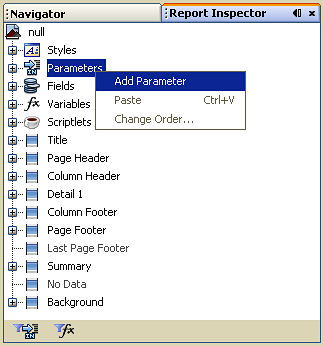 Navigator
Report Inspector
null
Styles
Parameters
Add Parameter
Fields
Paste Ctrl+V
Variables
Change Order...
Scriptlets
Title
Page Header
Column Header
Detail 1
Column Footer
Page Footer
Last Page Footer
Summary
No Data
Background